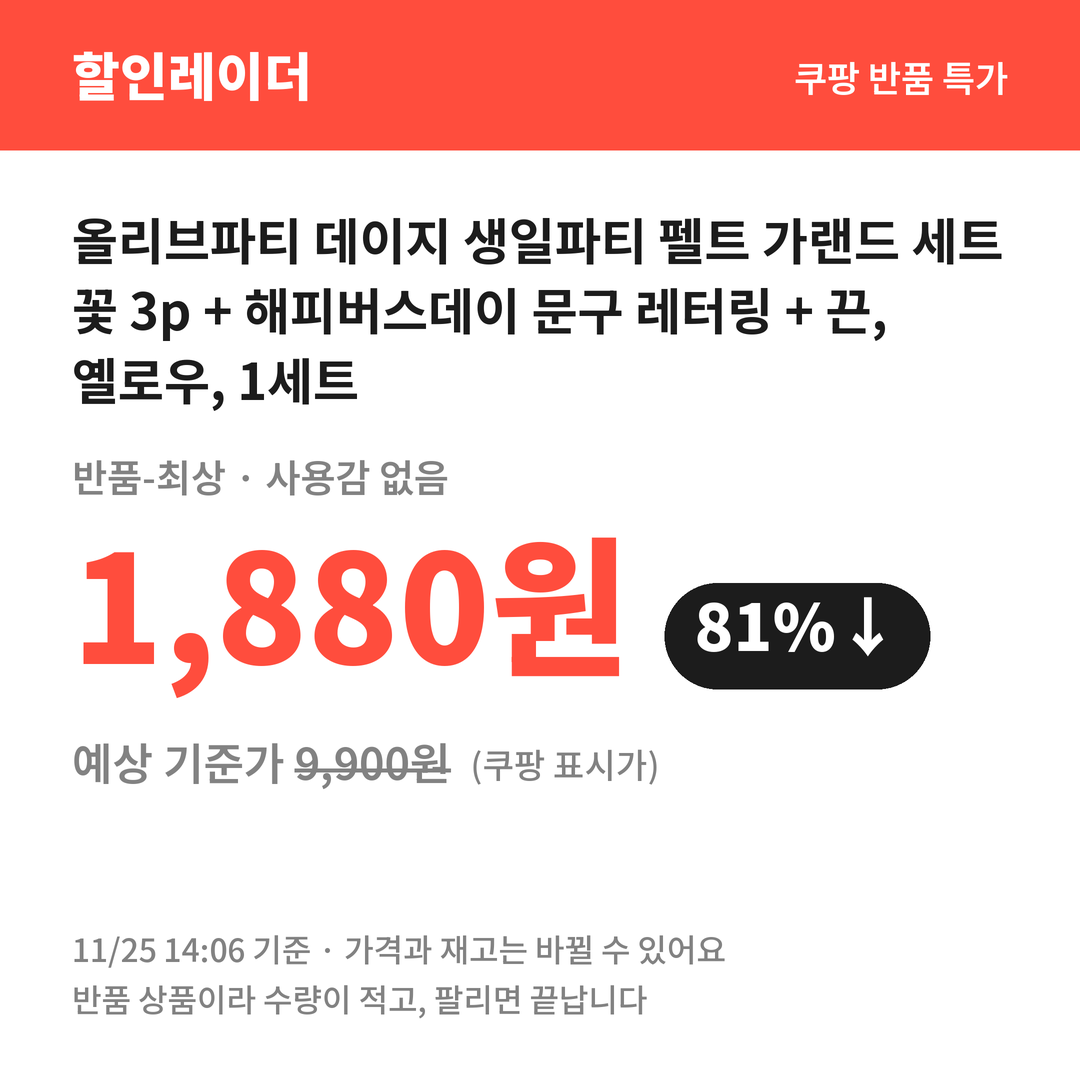 할인레이더
쿠팡 반품 특가
올리브파티 데이지 생일파티 펠트 가랜드 세트
꽃 3p + 해피버스데이 문구 레터링 + 끈,
옐로우, 1세트
반품-최상 · 사용감 없음
1,880원
81%↓
예상 기준가 9,900원 (쿠팡 표시가)
11/25 14:06 기준 · 가격과 재고는 바뀔 수 있어요
반품 상품이라 수량이 적고, 팔리면 끝납니다